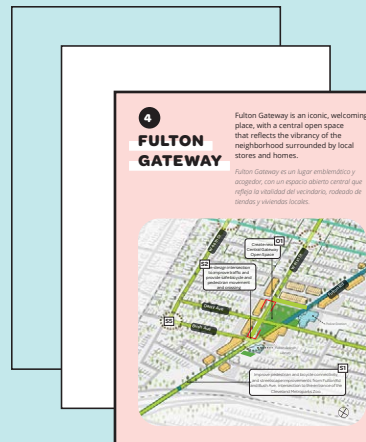 4
FULTON
GATEWAY
Fulton Gateway is an iconic, welcoming
place, with a central open space
that reflects the vibrancy of the
neighborhood surrounded by local
stores and homes.
Fulton Gateway es un lugar emblemático y
acogedor, con un espacio abierto central que
refleja la vitalidad del vecindario, rodeado de
tiendas y viviendas locales.
O1
Create new
Central Gateway
Open Space
S2
Re-design intersection
to improve traffic and
provide safe bicycle and
pedestrian movement
and crossing
S5
Daisy Ave
Bush Ave
S1
Improve pedestrian and bicycle connectivity
and streetscape improvements from Fulton Rd
and Bush Ave. intersection to the entrance of the
Cleveland Metroparks Zoo.